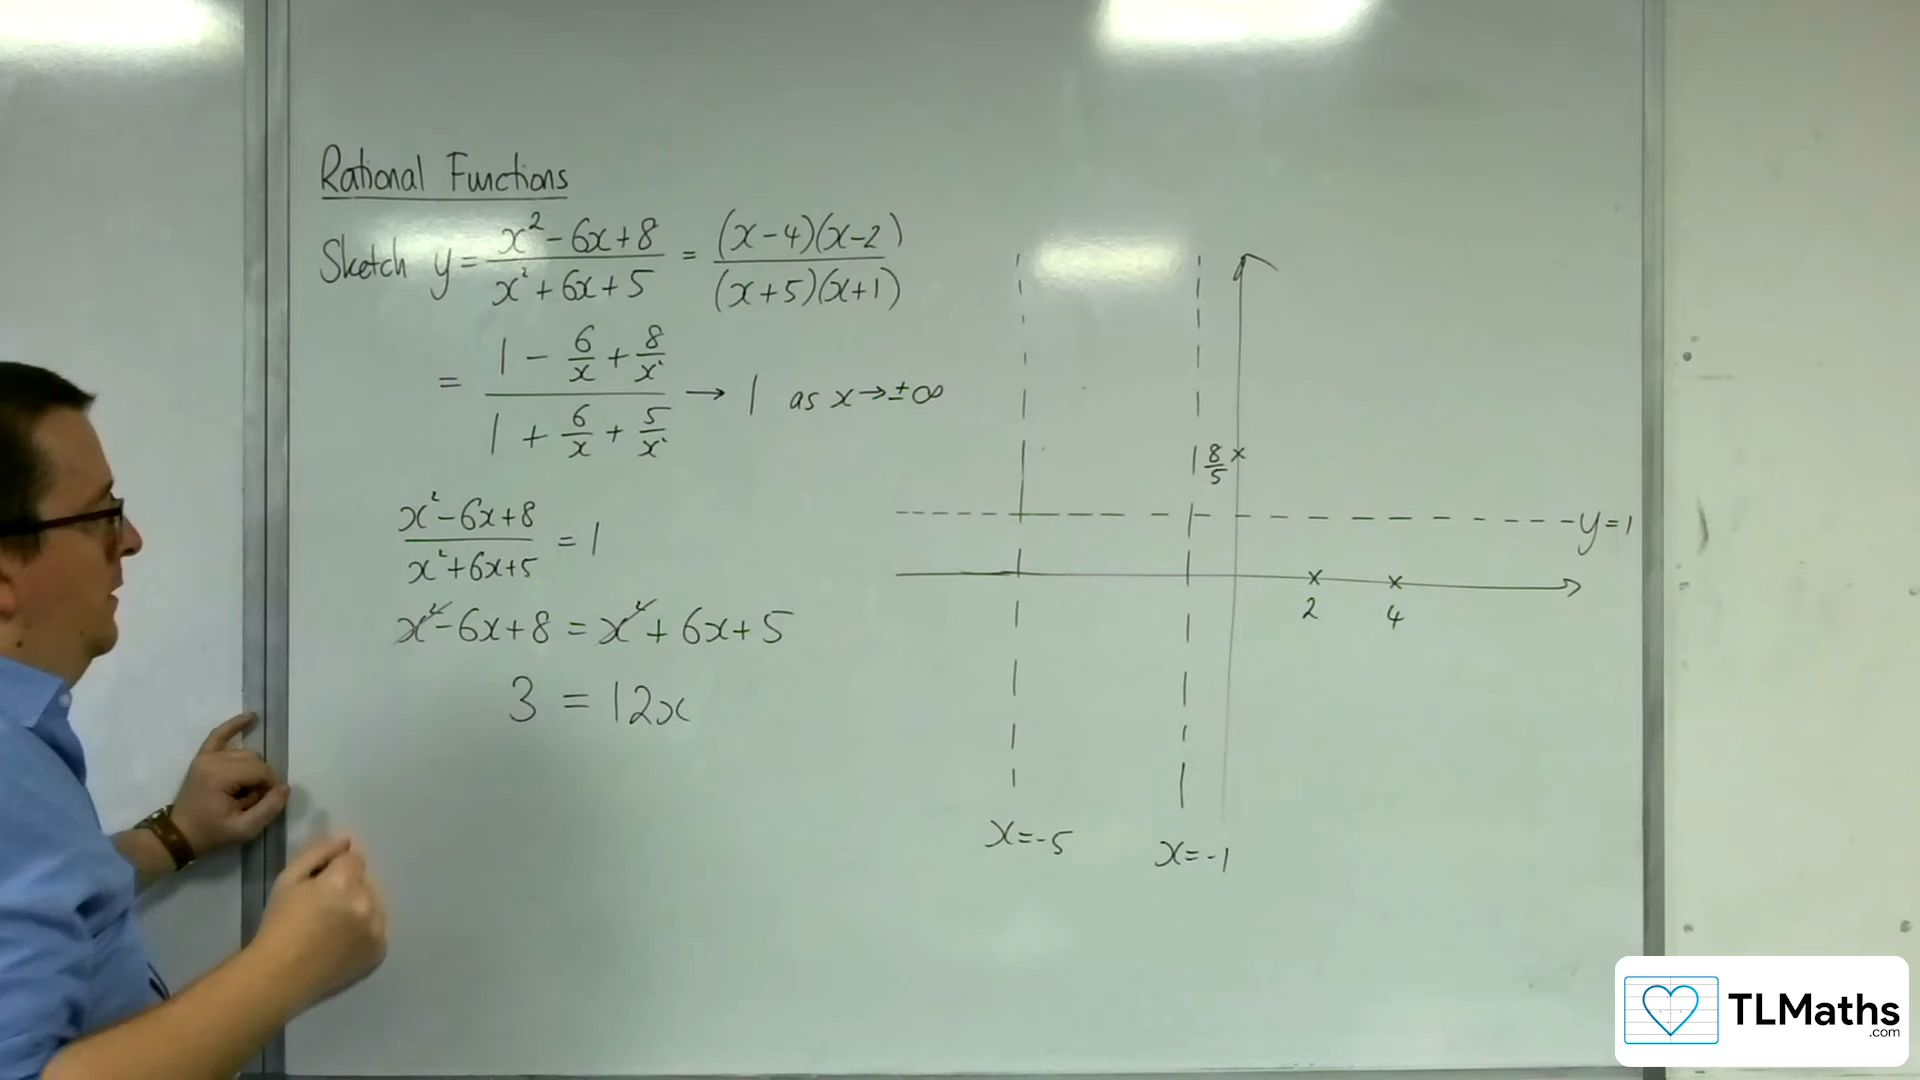 Rational Functions
Sketch y = (x² - 6x + 8)/(x² + 6x + 5) = ((x-4)(x-2))/((x+5)(x+1))
= (1 - 6/x + 8/x²)/(1 + 6/x + 5/x²) → 1 as x → ±∞
(x² - 6x + 8)/(x² + 6x + 5) = 1
x² - 6x + 8 = x² + 6x + 5
3 = 12x
8/5
y = 1
2
4
x = -5
x = -1
TLMaths
.com